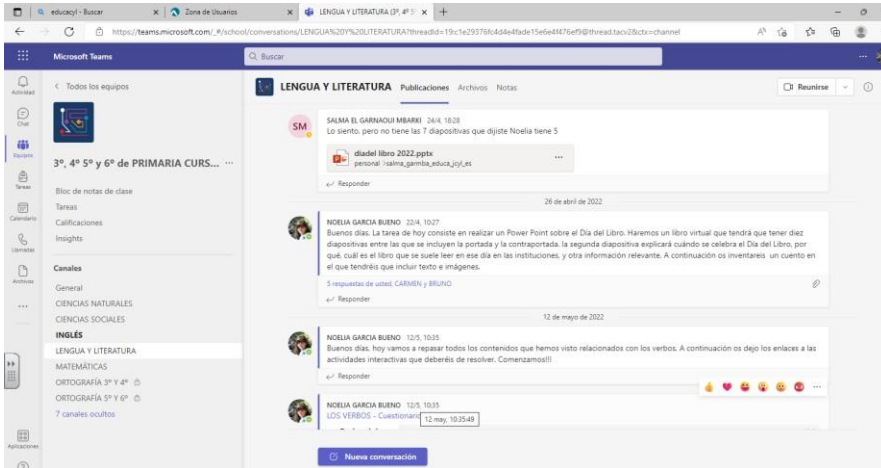 educacyl - Buscar
Zona de Usuarios
LENGUA Y LITERATURA (3º, 4º 5º
https://teams.microsoft.com/_#/school/conversations/LENGUA%20Y%20LITERATURA?threadId=19:c1e29376fc4d4e4fade15e6e4f476ef9@thread.tacv2&ctx=channel
Microsoft Teams
Buscar
Actividad
Chat
Equipos
Tareas
Calendario
Llamadas
Archivos
Aplicaciones
Todos los equipos
3º, 4º 5º y 6º de PRIMARIA CURS... ...
Bloc de notas de clase
Tareas
Calificaciones
Insights
Canales
General
CIENCIAS NATURALES
CIENCIAS SOCIALES
INGLÉS
LENGUA Y LITERATURA
MATEMÁTICAS
ORTOGRAFÍA 3º Y 4º
ORTOGRAFÍA 5º Y 6º
7 canales ocultos
LENGUA Y LITERATURA Publicaciones Archivos Notas
Reunirse
SM
SALMA EL GARNAOUI MBARKI 24/4, 18:28
Lo siento, pero no tiene las 7 diapositivas que dijiste Noelia tiene 5
diadel libro 2022.pptx
personal >salma_garmba_educa_jcyl_es
Responder
26 de abril de 2022
NOELIA GARCIA BUENO 22/4, 10:27
Buenos días. La tarea de hoy consiste en realizar un Power Point sobre el Día del Libro. Haremos un libro virtual que tendrá que tener diez
diapositivas entre las que se incluyen la portada y la contraportada. la segunda diapositiva explicará cuándo se celebra el Día del Libro, por
qué, cuál es el libro que se suele leer en ese día en las instituciones, y otra información relevante. A continuación os inventareis un cuento en
el que tendréis que incluir texto e imágenes.
5 respuestas de usted, CARMEN y BRUNO
Responder
12 de mayo de 2022
NOELIA GARCIA BUENO 12/5, 10:35
Buenos días, hoy vamos a repasar todos los contenidos que hemos visto relacionados con los verbos. A continuación os dejo los enlaces a las
actividades interactivas que deberéis de resolver. Comenzamos!!!
Responder
NOELIA GARCIA BUENO 12/5, 10:35
LOS VERBOS - Cuestionario
12 may, 10:35:49
Nueva conversación